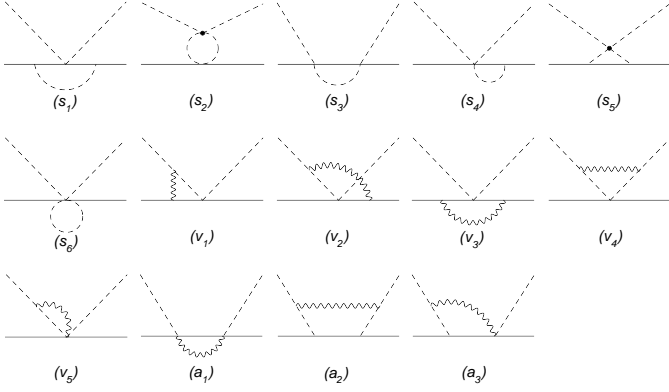 (s1) (s2) (s3) (s4) (s5)
(s6) (v1) (v2) (v3) (v4)
(v5) (a1) (a2) (a3)